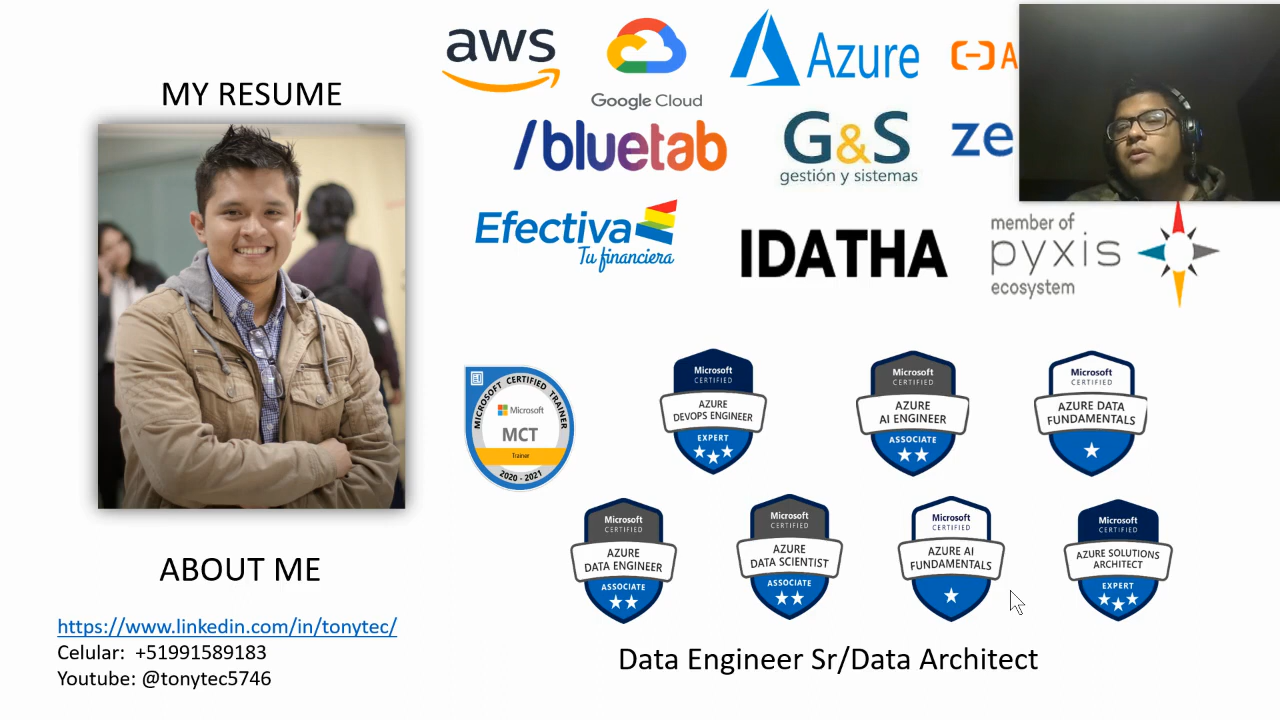 MY RESUME
aws
Google Cloud
Azure
/bluetab
G&S
gestión y sistemas
Efectiva
Tu financiera
IDATHA
member of
pyxis
ecosystem
MICROSOFT CERTIFIED TRAINER
Microsoft
MCT
Trainer
2020 - 2021
Microsoft
CERTIFIED
AZURE
DEVOPS ENGINEER
EXPERT
Microsoft
CERTIFIED
AZURE
AI ENGINEER
ASSOCIATE
Microsoft
CERTIFIED
AZURE DATA
FUNDAMENTALS
Microsoft
CERTIFIED
AZURE
DATA ENGINEER
ASSOCIATE
Microsoft
CERTIFIED
AZURE
DATA SCIENTIST
ASSOCIATE
Microsoft
CERTIFIED
AZURE AI
FUNDAMENTALS
Microsoft
CERTIFIED
AZURE SOLUTIONS
ARCHITECT
EXPERT
ABOUT ME
https://www.linkedin.com/in/tonytec/
Celular: +51991589183
Youtube: @tonytec5746
Data Engineer Sr/Data Architect